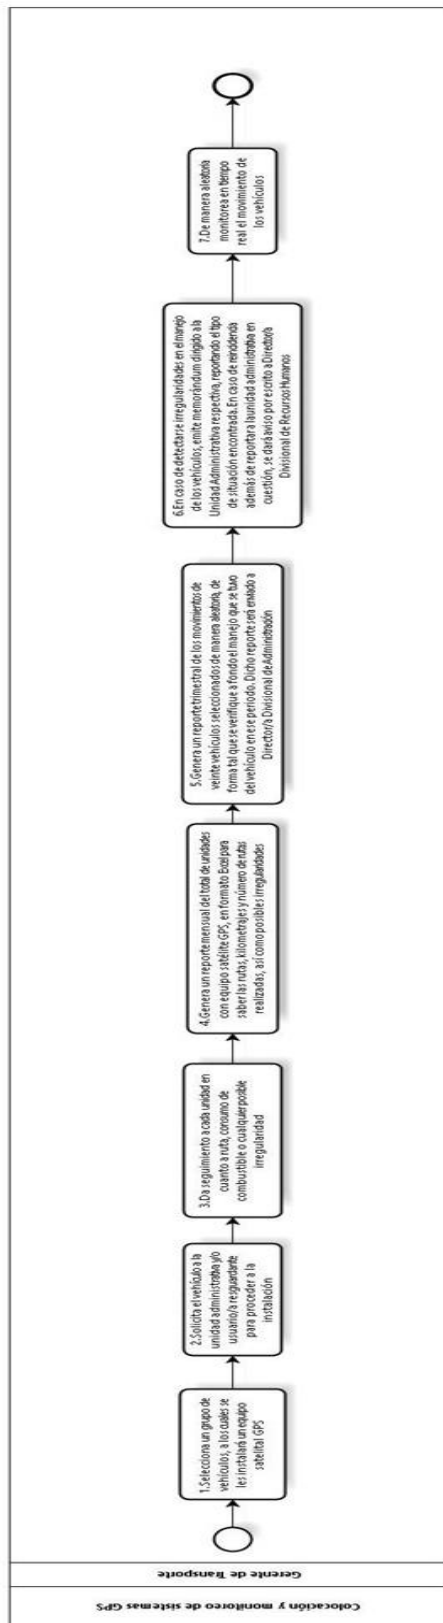 Colocación y monitoreo de sistemas GPS
Gerente de Transporte
1.Selecciona un grupo de
vehículos, a los cuales se
les instalará un equipo
satelital GPS
2.Solicita el vehículo a la
unidad administrativa y/o
usuario/a resguardante
para proceder a la
instalación
3.Da seguimiento a cada unidad en
cuanto a ruta, consumo de
combustible o cualquier posible
irregularidad
4.Genera un reporte mensual del total de unidades
con equipo satélite GPS, en formato Excel para
saber las rutas, kilometrajes y número de rutas
realizadas, así como posibles irregularidades
5.Genera un reporte trimestral de los movimientos de
veinte vehículos seleccionados de manera aleatoria, de
forma tal que se verifique a fondo el manejo que se tuvo
del vehículo en ese periodo. Dicho reporte será enviado a
Director/a Divisional de Administración
6.En caso de detectarse irregularidades en el manejo
de los vehículos, emite memorándum dirigido a la
Unidad Administrativa respectiva, reportando el tipo
de situación encontrada. En caso de reincidencia
además de reportar a la unidad administrativa en
cuestión, se dará aviso por escrito a Director/a
Divisional de Recursos Humanos
7.De manera aleatoria
monitorea en tiempo
real el movimiento de
los vehículos